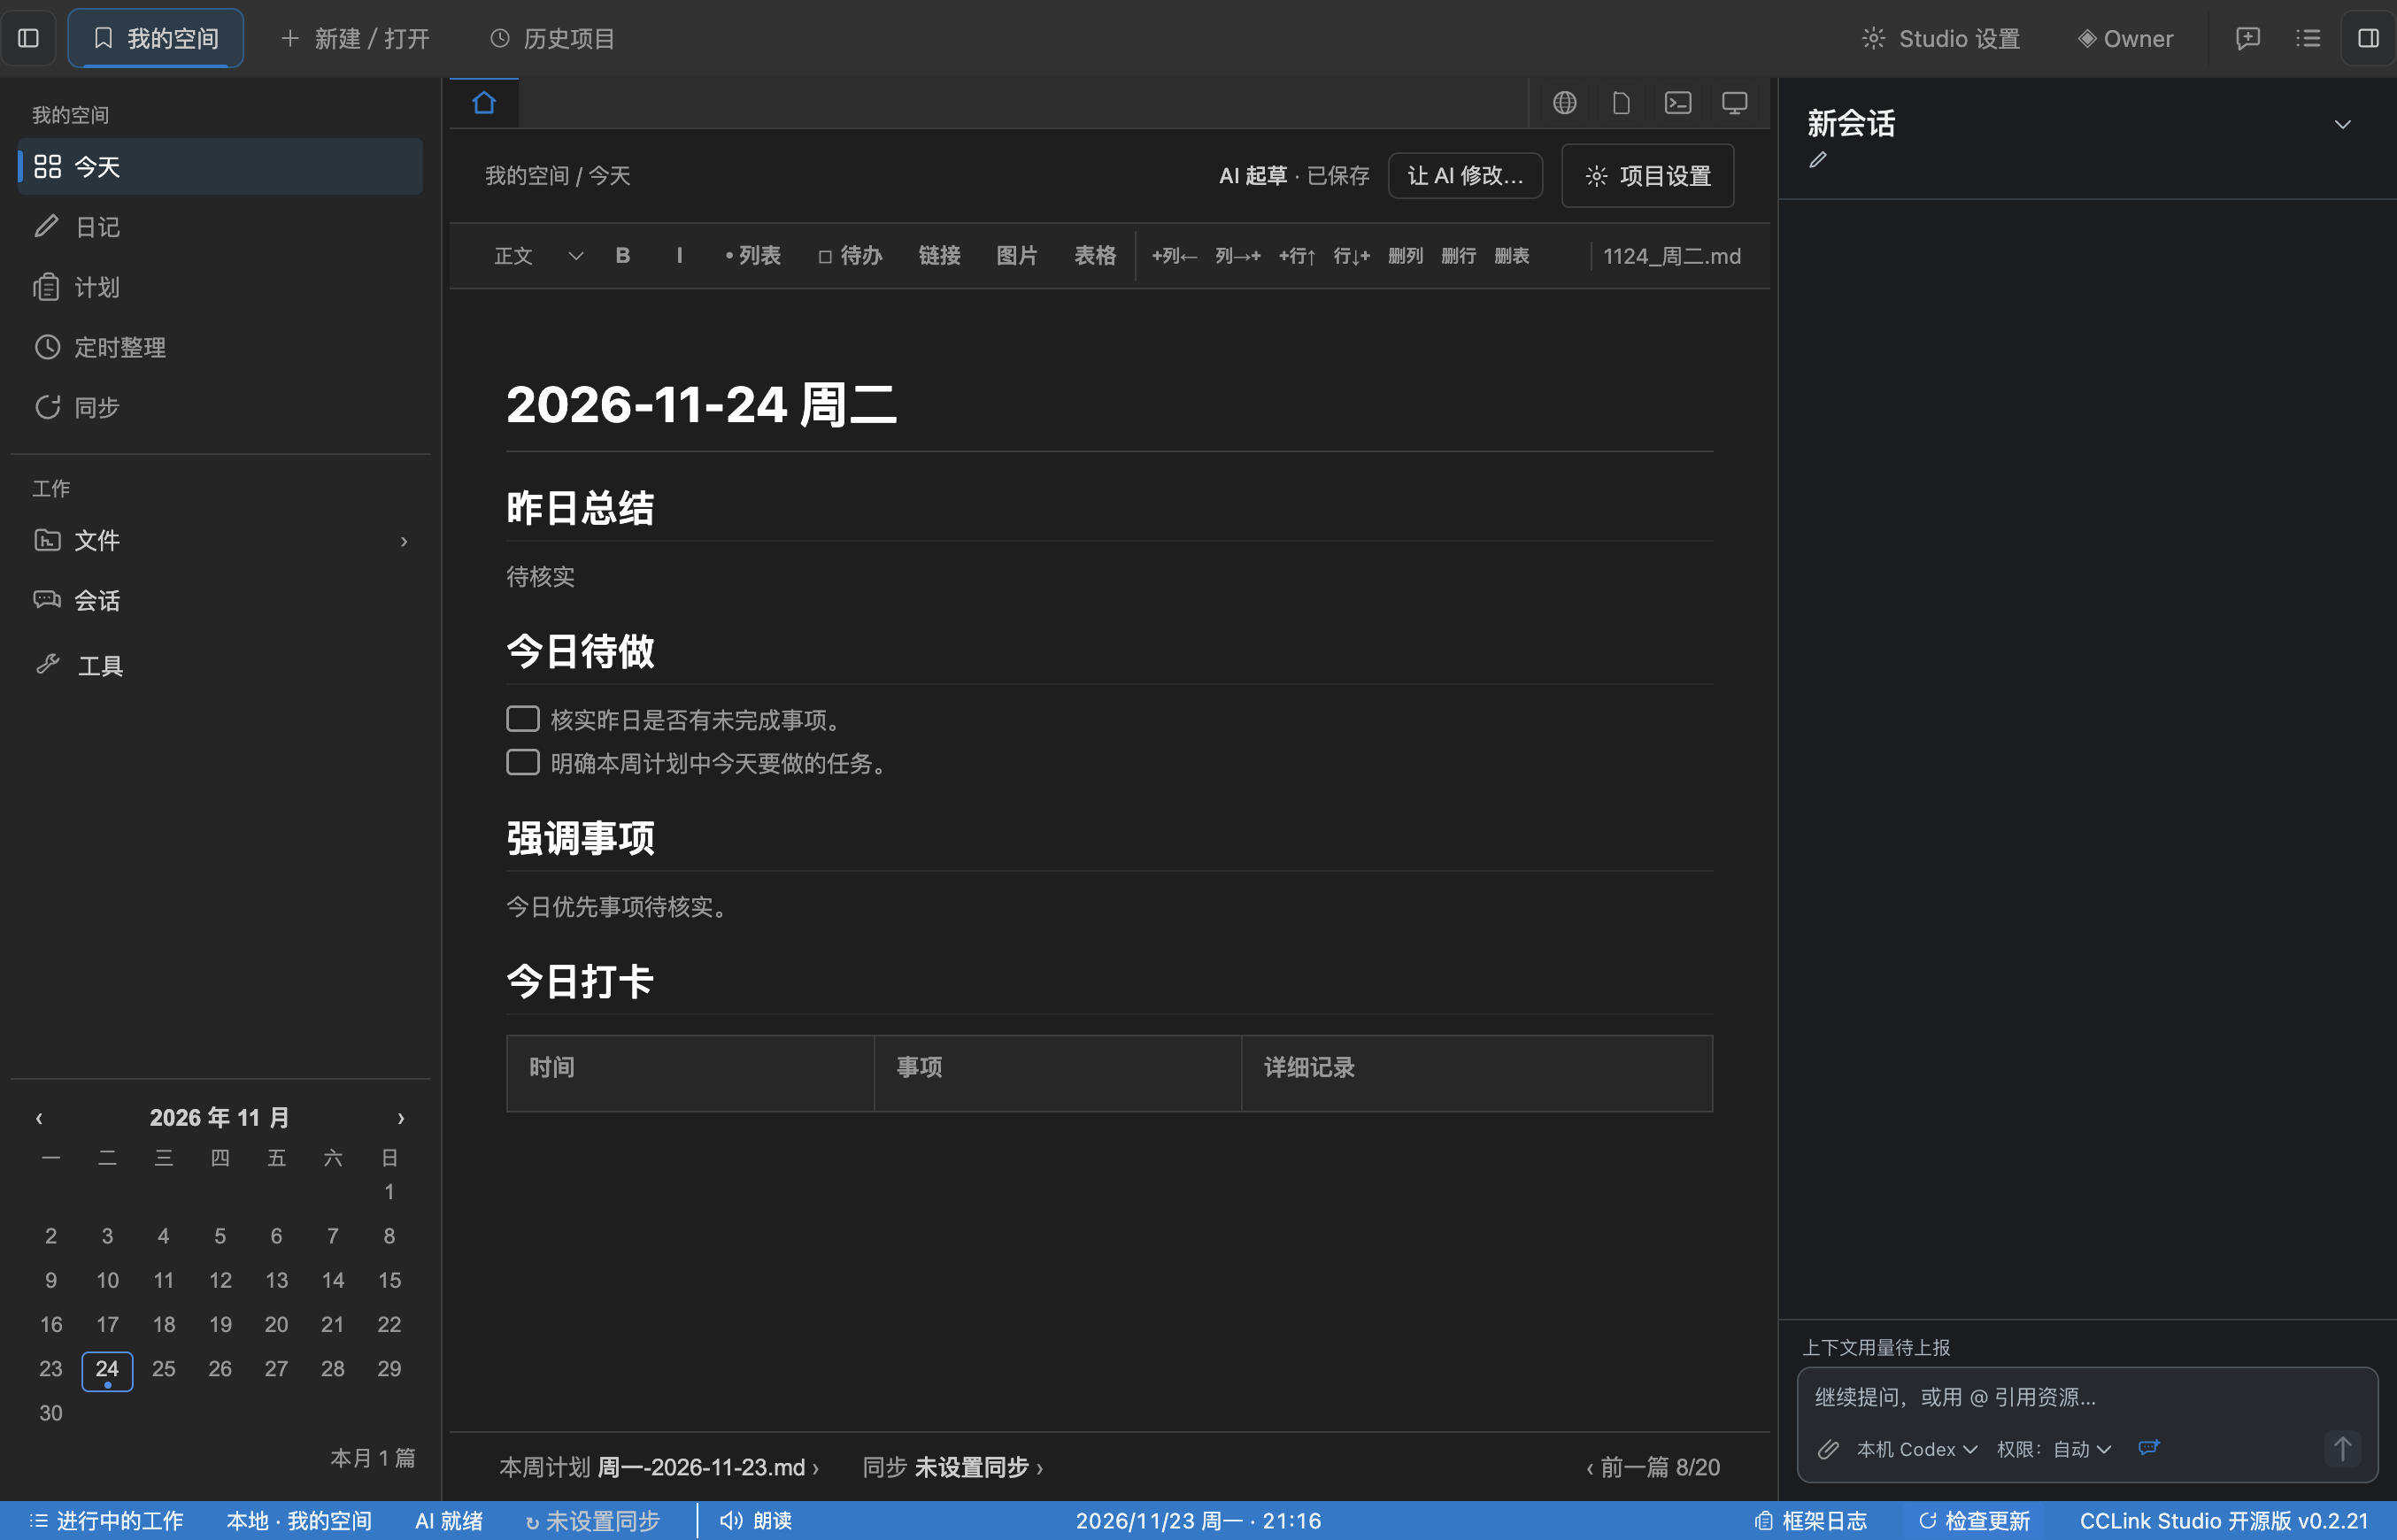 我的空间
新建 / 打开
历史项目
Studio 设置
Owner
我的空间
今天
日记
计划
定时整理
同步
工作
文件 ›
会话
工具
‹ 2026 年 11 月 ›
一 二 三 四 五 六 日
1
2 3 4 5 6 7 8
9 10 11 12 13 14 15
16 17 18 19 20 21 22
23 24 25 26 27 28 29
30
本月 1 篇
我的空间 / 今天
AI 起草 · 已保存
让 AI 修改...
项目设置
正文 B I • 列表 □ 待办 链接 图片 表格 +列← 列→+ +行↑ 行↓+ 删列 删行 删表 1124_周二.md
2026-11-24 周二
昨日总结
待核实
今日待做
核实昨日是否有未完成事项。
明确本周计划中今天要做的任务。
强调事项
今日优先事项待核实。
今日打卡
时间 事项 详细记录
本周计划 周一-2026-11-23.md › 同步 未设置同步 › ‹ 前一篇 8/20
新会话
上下文用量待上报
继续提问，或用 @ 引用资源...
本机 Codex 权限：自动
进行中的工作 本地 · 我的空间 AI 就绪 ↻ 未设置同步 朗读 2026/11/23 周一 · 21:16 框架日志 检查更新 CCLink Studio 开源版 v0.2.21